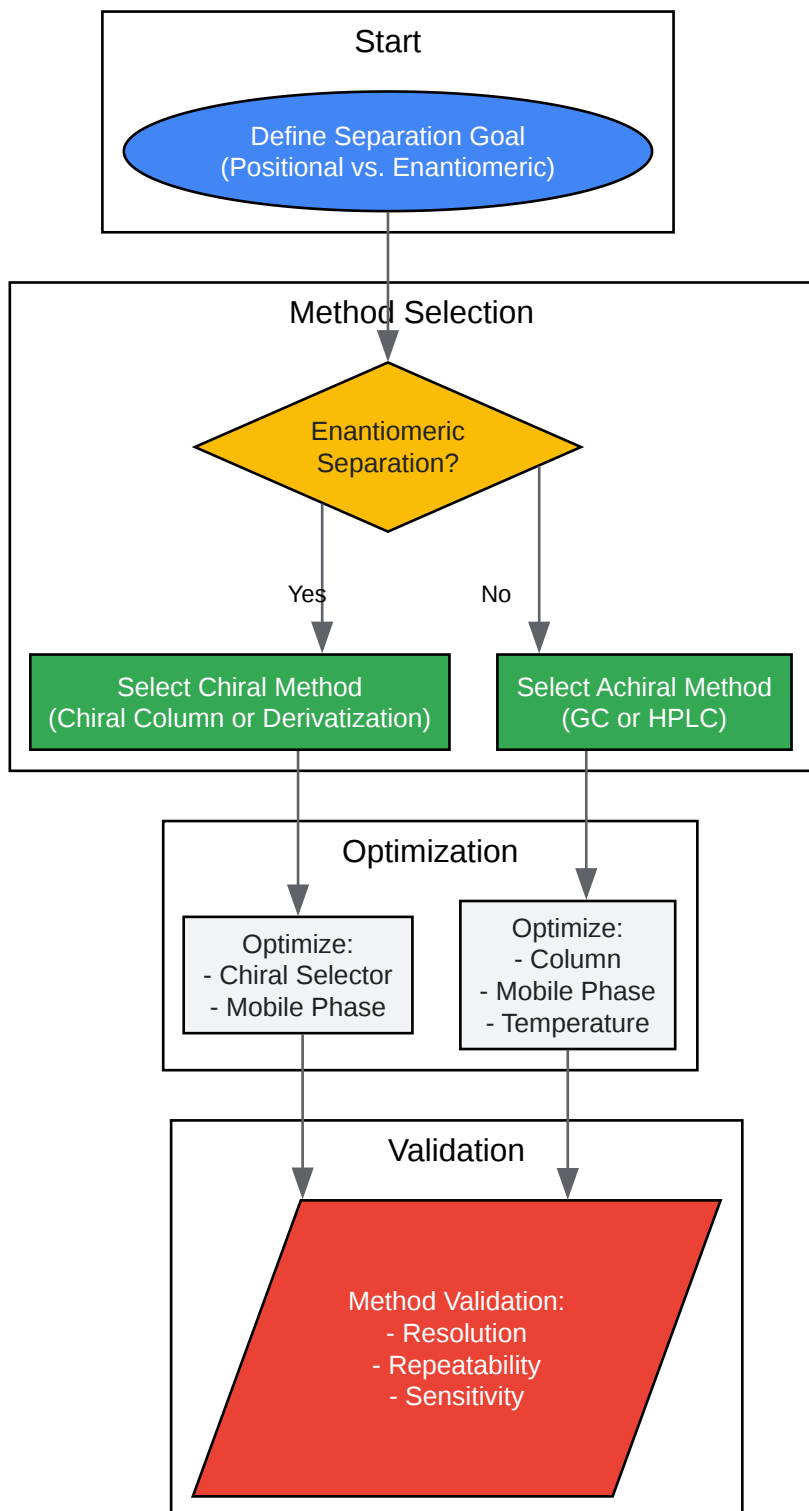 Start
Define Separation Goal
(Positional vs. Enantiomeric)
Method Selection
Enantiomeric
Separation?
Yes
No
Select Chiral Method
(Chiral Column or Derivatization)
Select Achiral Method
(GC or HPLC)
Optimization
Optimize:
- Chiral Selector
- Mobile Phase
Optimize:
- Column
- Mobile Phase
- Temperature
Validation
Method Validation:
- Resolution
- Repeatability
- Sensitivity